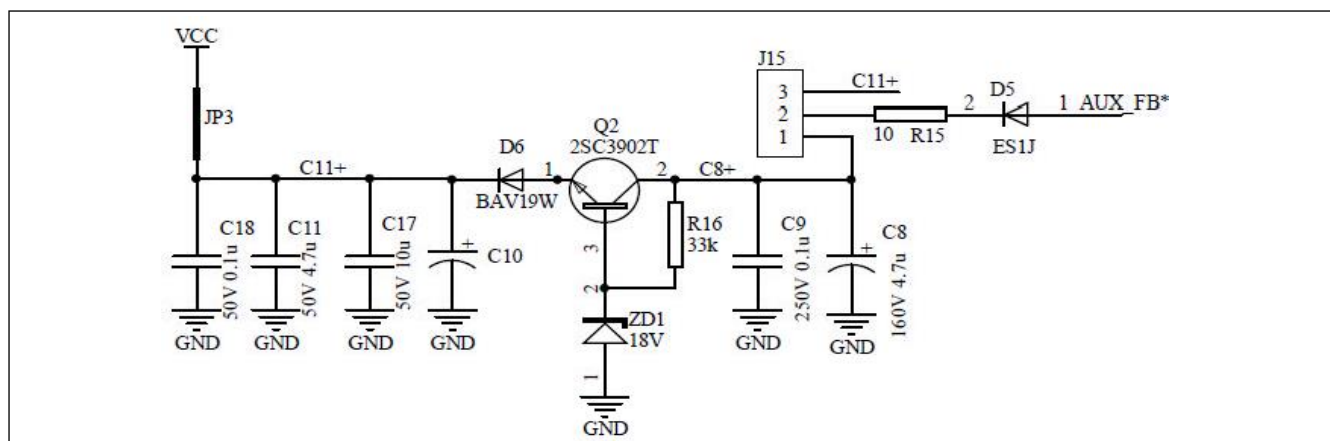 VCC
JP3
C11+
D6
BAV19W
1
Q2
2SC3902T
2
C8+
J15
3
2
1
C11+
10
R15
2
D5
1
AUX_FB*
ES1J
C18
50V 0.1u
GND
C11
50V 4.7u
GND
C17
50V 10u
GND
+
C10
GND
3
R16
33k
2
ZD1
18V
1
GND
C9
250V 0.1u
GND
+
C8
160V 4.7u
GND